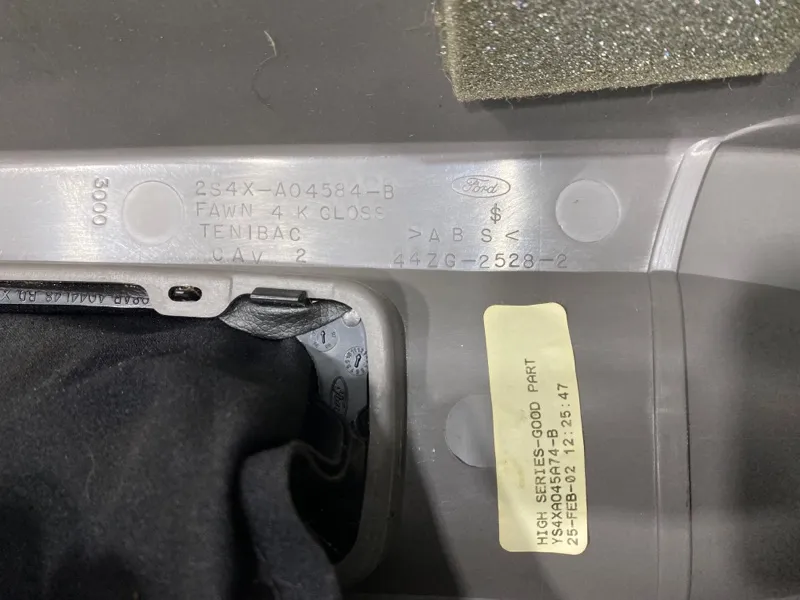 3000
2S4X-A04584-B
Ford
FAWN 4 K GLOSS
$
TENIBAC
>ABS<
CAV 2
44ZG-2528-2
HIGH SERIES-GOOD PART
YS4XA045A74-B
25-FEB-02 12:25:47